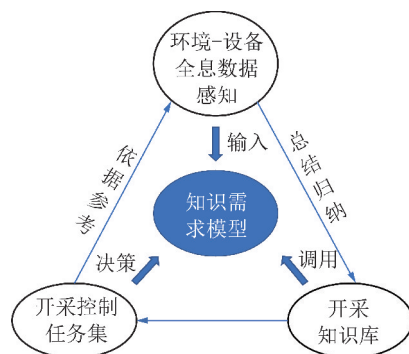 环境-设备
全息数据
感知
输入
依据参考
总结归纳
知识需
求模型
决策
调用
开采控制
任务集
开采
知识库